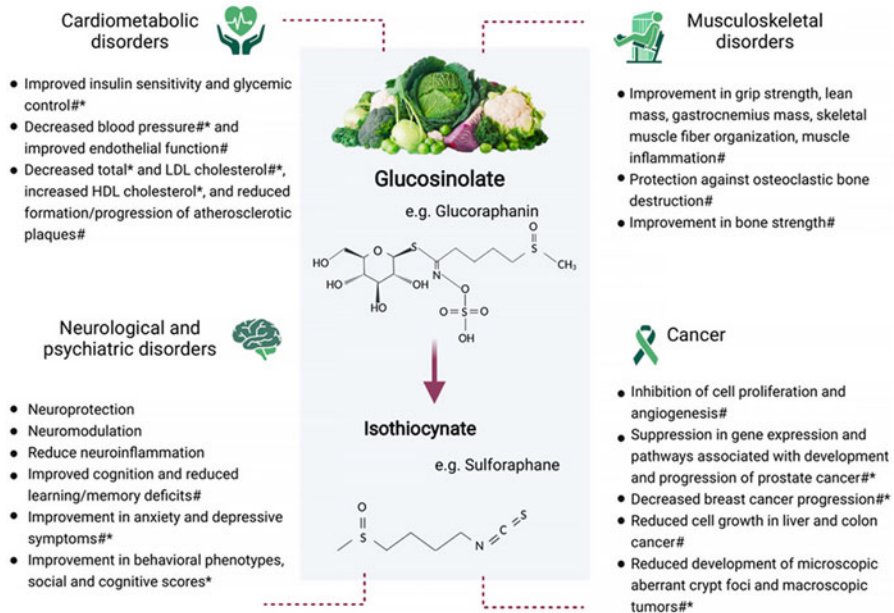 Cardiometabolic
disorders
• Improved insulin sensitivity and glycemic
control#*
• Decreased blood pressure#* and
improved endothelial function#
• Decreased total* and LDL cholesterol#*,
increased HDL cholesterol*, and reduced
formation/progression of atherosclerotic
plaques#
Neurological and
psychiatric disorders
• Neuroprotection
• Neuromodulation
• Reduce neuroinflammation
• Improved cognition and reduced
learning/memory deficits#
• Improvement in anxiety and depressive
symptoms#*
• Improvement in behavioral phenotypes,
social and cognitive scores*
Glucosinolate
e.g. Glucoraphanin
O
HO
O
S
S
CH₃
HO
OH
N
O
HO
O=S=O
OH
Isothiocynate
e.g. Sulforaphane
O
S
S
C
N
Musculoskeletal
disorders
• Improvement in grip strength, lean
mass, gastrocnemius mass, skeletal
muscle fiber organization, muscle
inflammation#
• Protection against osteoclastic bone
destruction#
• Improvement in bone strength#
Cancer
• Inhibition of cell proliferation and
angiogenesis#
• Suppression in gene expression and
pathways associated with development
and progression of prostate cancer#*
• Decreased breast cancer progression#*
• Reduced cell growth in liver and colon
cancer#
• Reduced development of microscopic
aberrant crypt foci and macroscopic
tumors#*